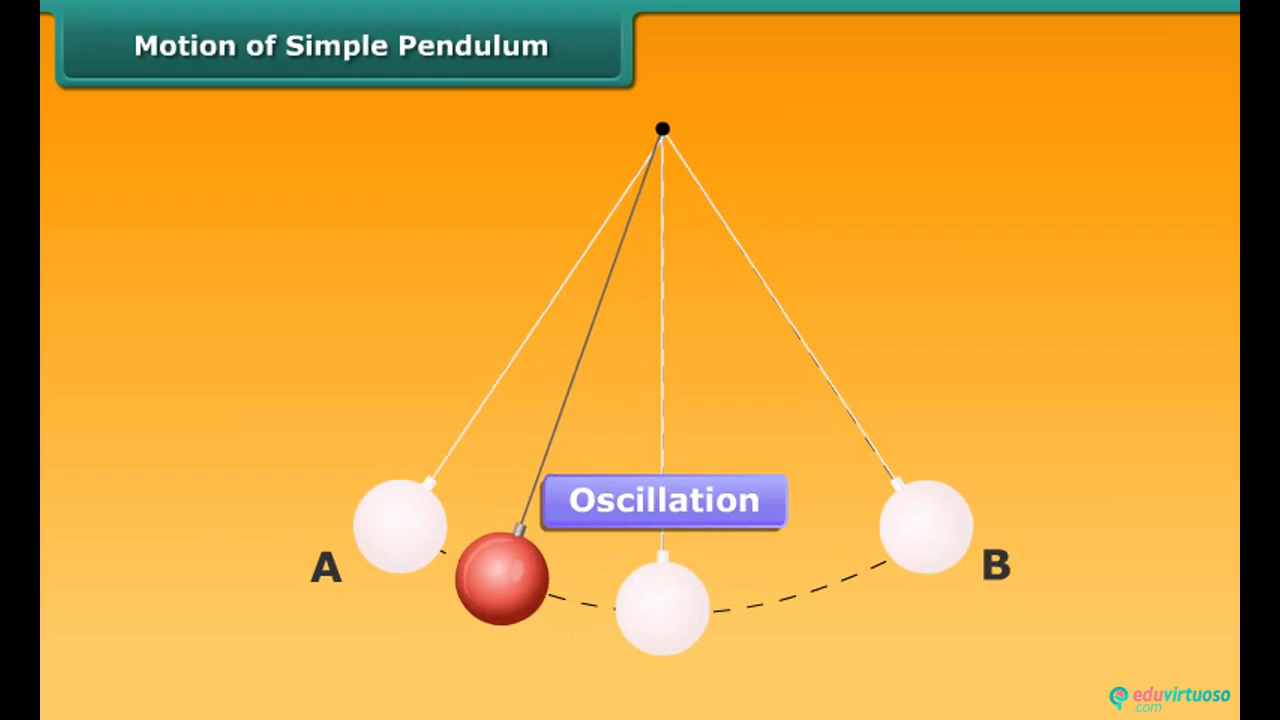 Motion of Simple Pendulum
Oscillation
A
B
eduvirtuoso
.com